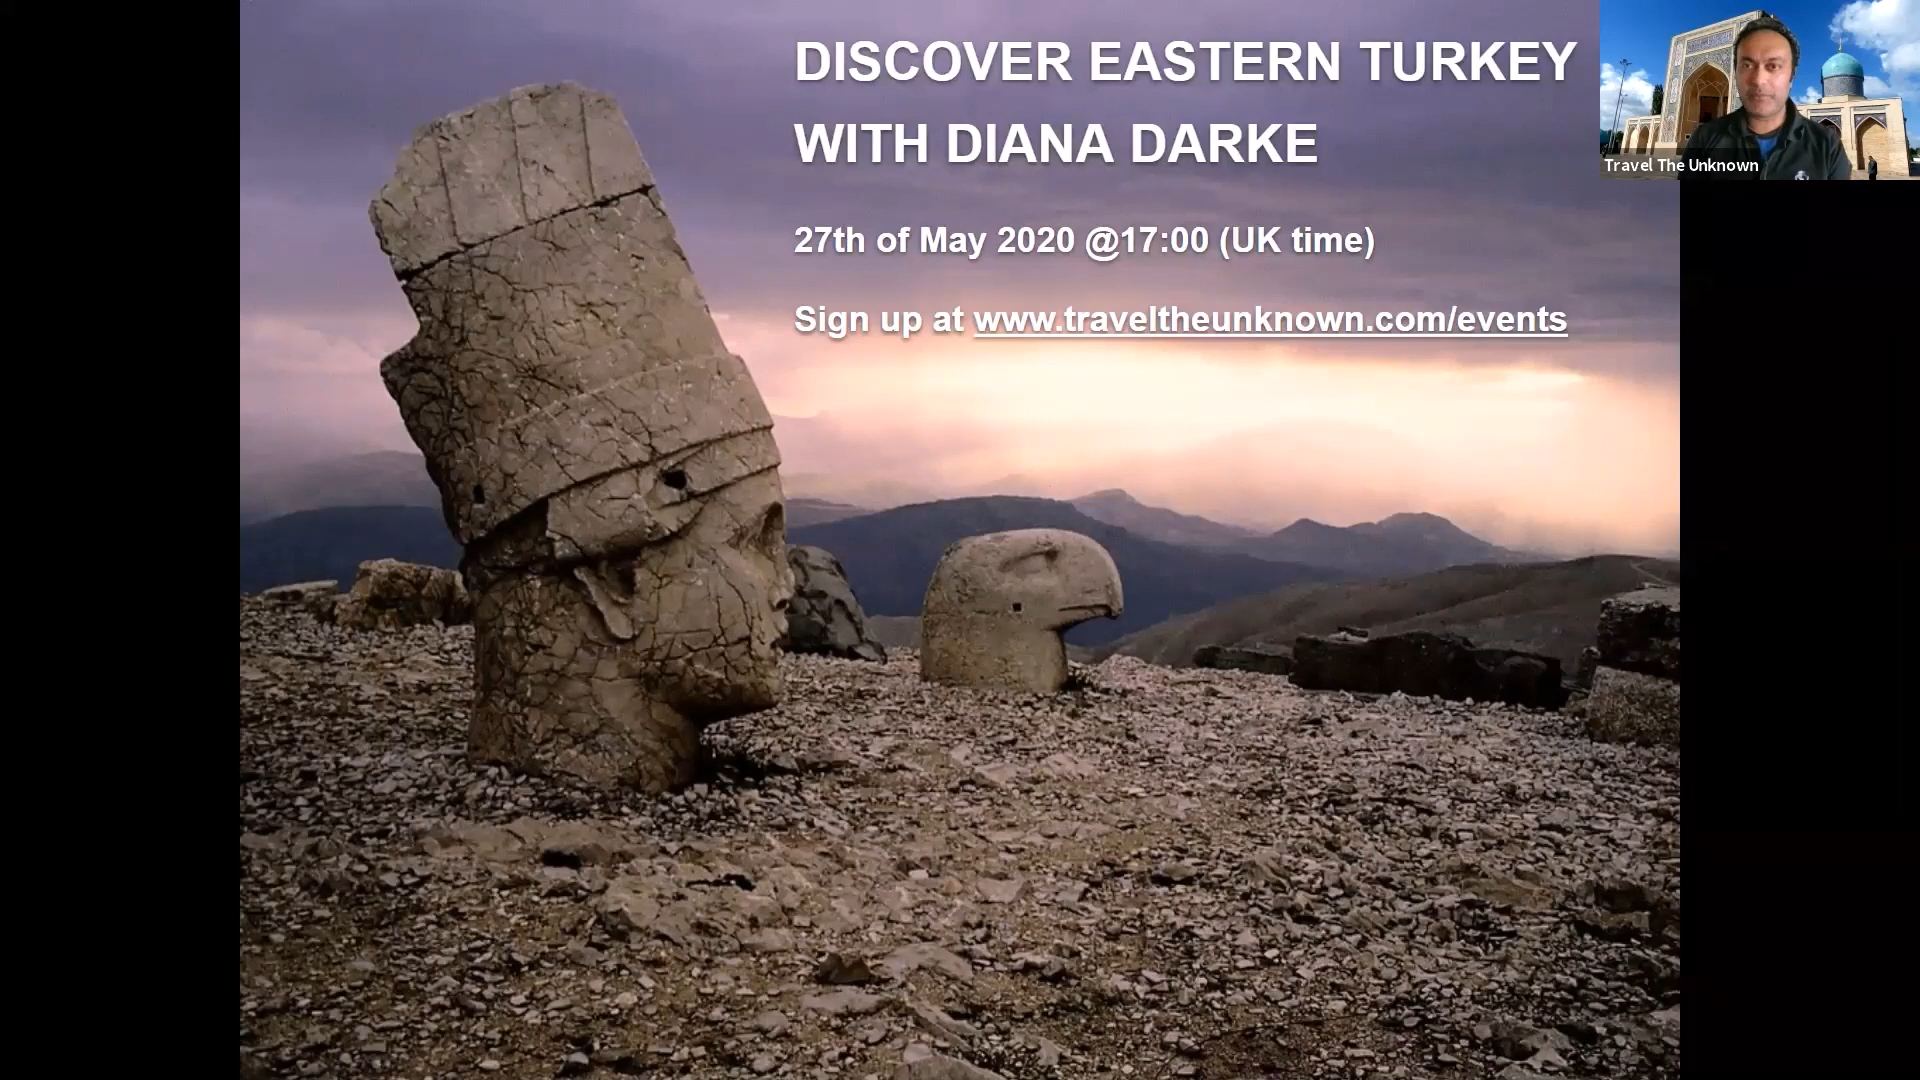 DISCOVER EASTERN TURKEY
WITH DIANA DARKE
27th of May 2020 @17:00 (UK time)
Sign up at www.traveltheunknown.com/events
Travel The Unknown